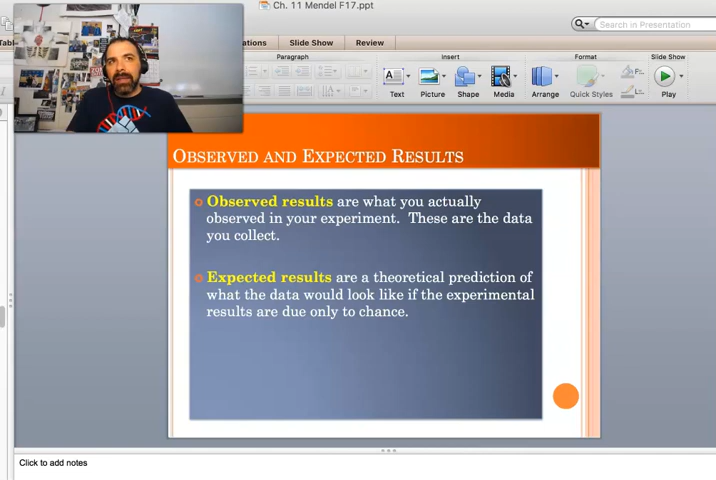 Ch. 11 Mendel F17.ppt
Search in Presentation
Slide Show
Review
Paragraph
Insert
Format
Slide Show
Text
Picture
Shape
Media
Arrange
Quick Styles
Play
OBSERVED AND EXPECTED RESULTS
Observed results are what you actually
observed in your experiment. These are the data
you collect.
Expected results are a theoretical prediction of
what the data would look like if the experimental
results are due only to chance.
Click to add notes